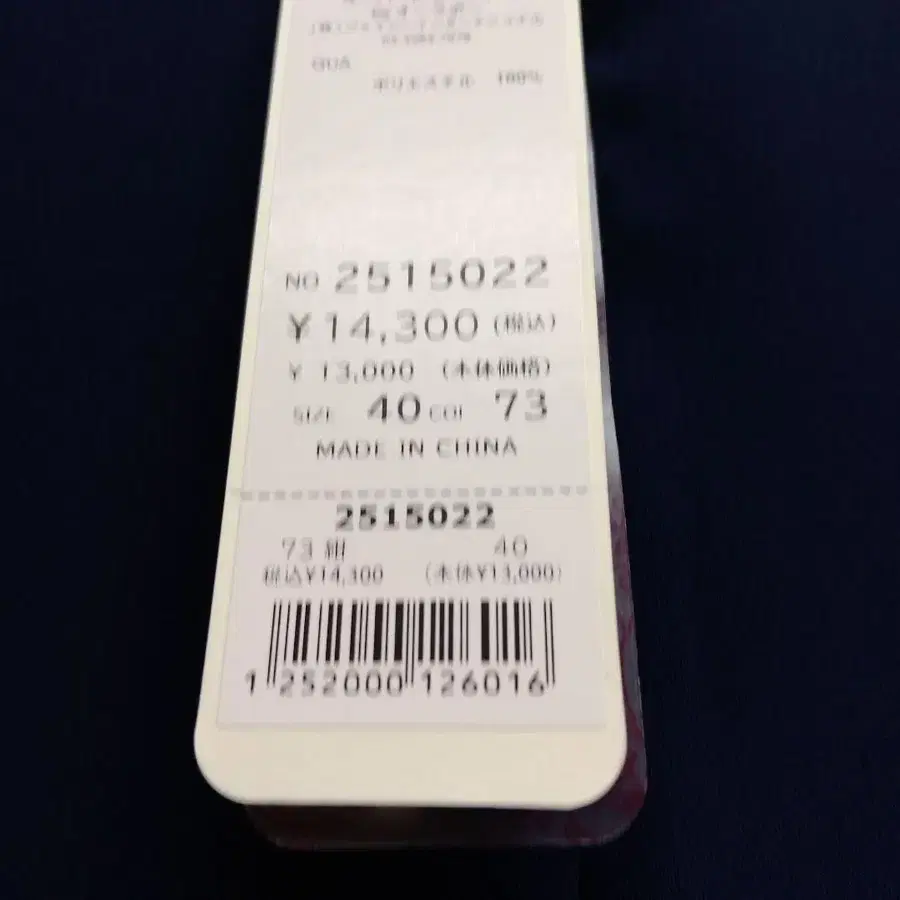 QUA
ポリエステル 100%
NO 2515022
¥14,300(税込)
¥ 13,000 (本体価格)
SIZE 40 COL 73
MADE IN CHINA
2515022
73 紺 40
税込¥14,300 (本体¥13,000)
1 252000 126016